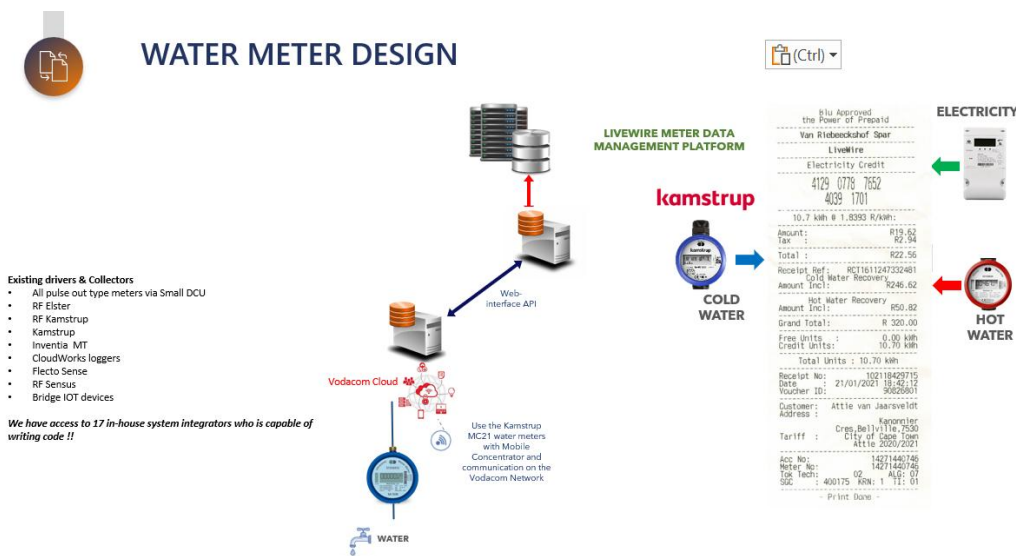 WATER METER DESIGN
(Ctrl)
Existing drivers & Collectors
• All pulse out type meters via Small DCU
• RF Elster
• RF Kamstrup
• Kamstrup
• Inventia MT
• CloudWorks loggers
• Flecto Sense
• RF Sensus
• Bridge IOT devices
We have access to 17 in-house system integrators who is capable of
writing code !!
Web-
interface API
Vodacom Cloud
Use the Kamstrup
MC21 water meters
with Mobile
Concentrator and
communication on the
Vodacom Network
WATER
LIVEWIRE METER DATA
MANAGEMENT PLATFORM
kamstrup
COLD
WATER
blu Approved
the Power of Prepaid
Van Riebeeckshof Spar
LiveWire
Electricity Credit
4129 0778 7652
4039 1701
10.7 kWh @ 1.8393 R/kWh:
Amount: R19.62
Tax : R2.94
Total : R22.56
Receipt Ref: RCT1611247332481
Cold Water Recovery
Amount Incl: R246.62
Hot Water Recovery
Amount Incl: R50.82
Grand Total: R 320.00
Free Units : 0.00 kWh
Credit Units: 10.70 kWh
Total Units : 10.70 kWh
Receipt No: 102118429715
Date : 21/01/2021 18:42:12
Voucher ID: 90826801
Customer: Attie van Jaarsveldt
Address :
Kanonnier
Cres,Bellville,7530
Tariff : City of Cape Town
Attie 2020/2021
Acc No: 14271440746
Meter No: 14271440746
Tok Tech: 02 ALG: 07
SGC : 400175 KRN: 1 TI: 01
- Print Done -
ELECTRICITY
HOT
WATER